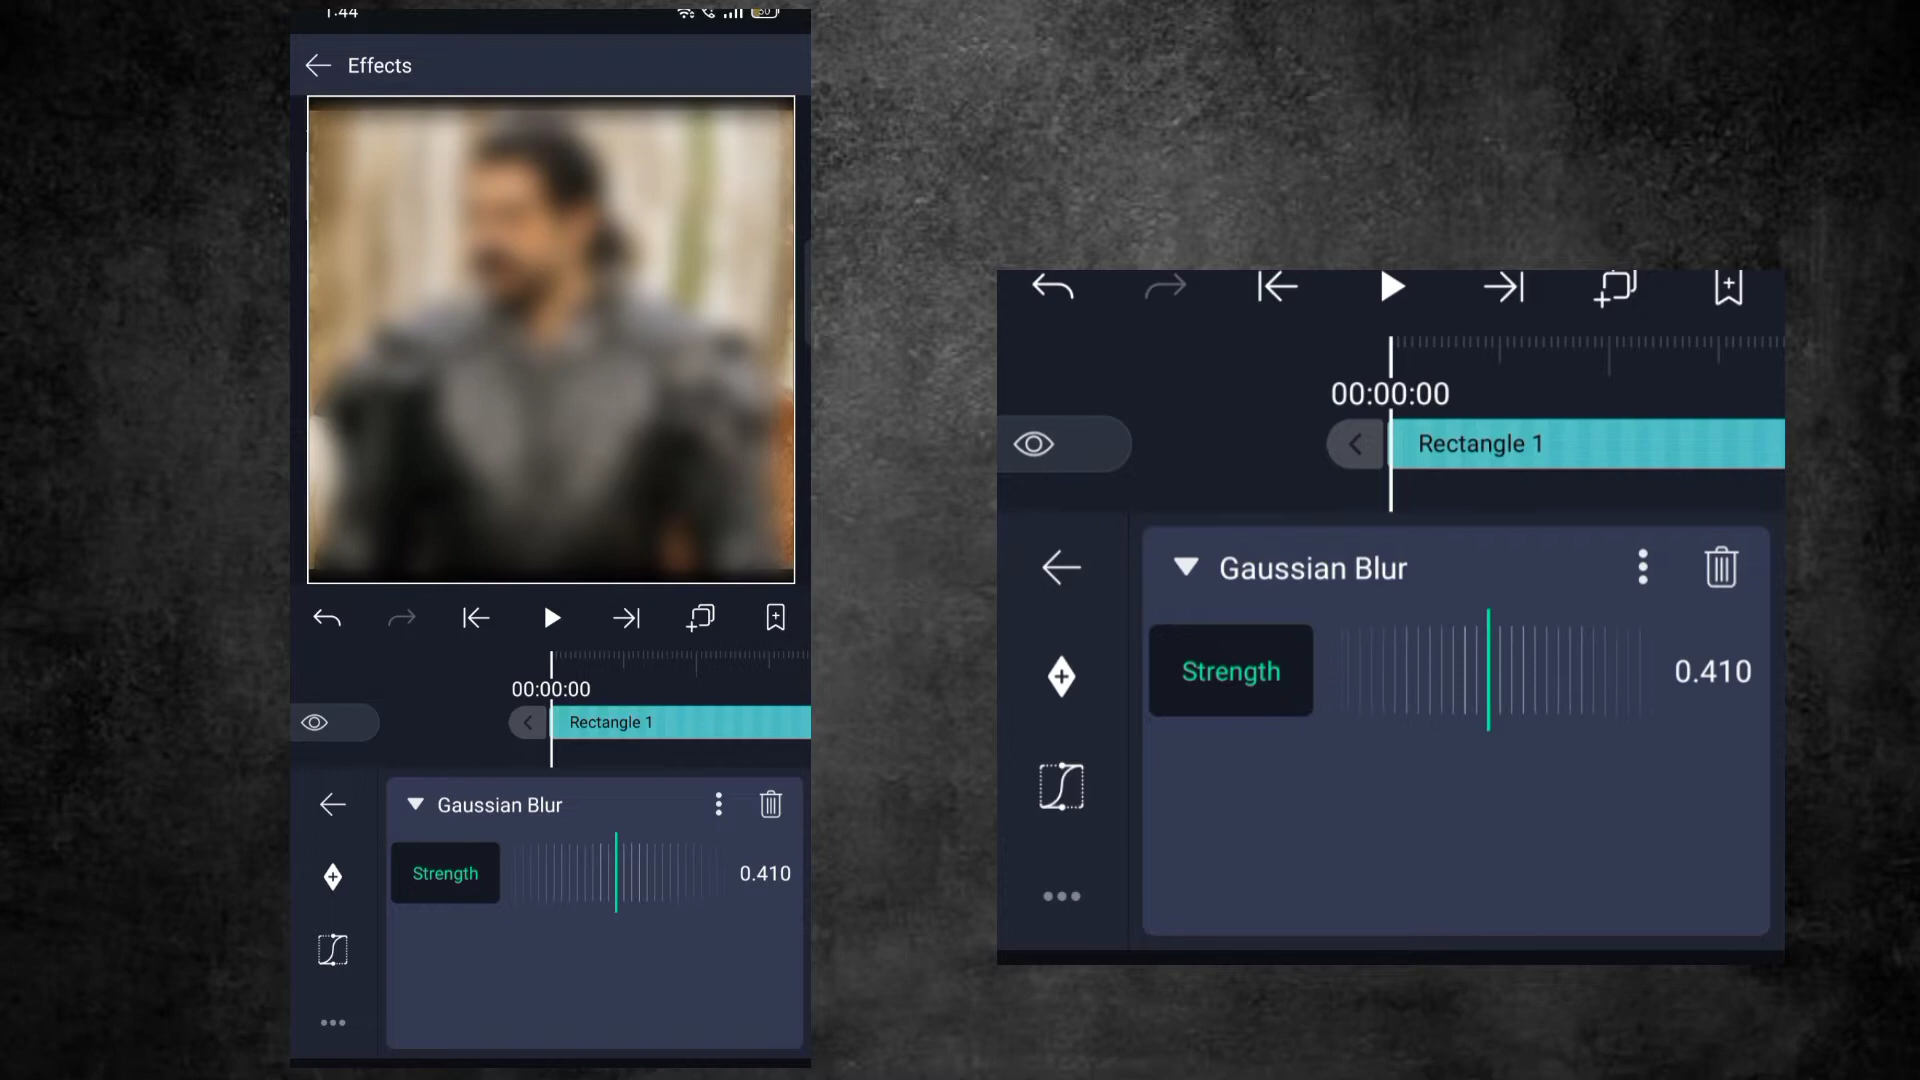 1:44
50
Effects
00:00:00
Rectangle 1
Gaussian Blur
Strength
0.410
00:00:00
Rectangle 1
Gaussian Blur
Strength
0.410